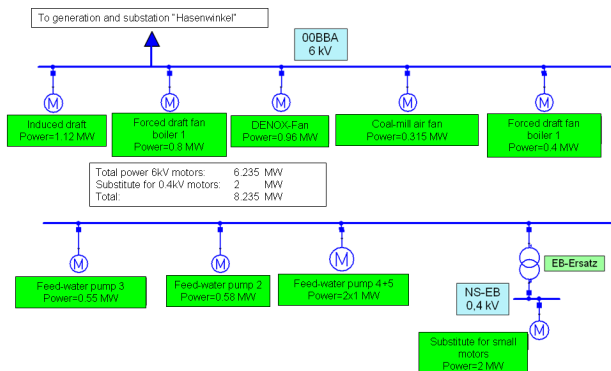 To generation and substation "Hasenwinkel"
00BBA
6 kV
M
M
M
M
M
Induced draft
Power=1.12 MW
Forced draft fan
boiler 1
Power=0.8 MW
DENOX-Fan
Power=0.96 MW
Coal-mill air fan
Power=0.315 MW
Forced draft fan
boiler 1
Power=0.4 MW
Total power 6kV motors: 6.235 MW
Substitute for 0.4kV motors: 2 MW
Total: 8.235 MW
M
M
M
EB-Ersatz
Feed-water pump 3
Power=0.55 MW
Feed-water pump 2
Power=0.58 MW
Feed-water pump 4+5
Power=2x1 MW
NS-EB
0,4 kV
M
Substitute for small
motors
Power=2 MW